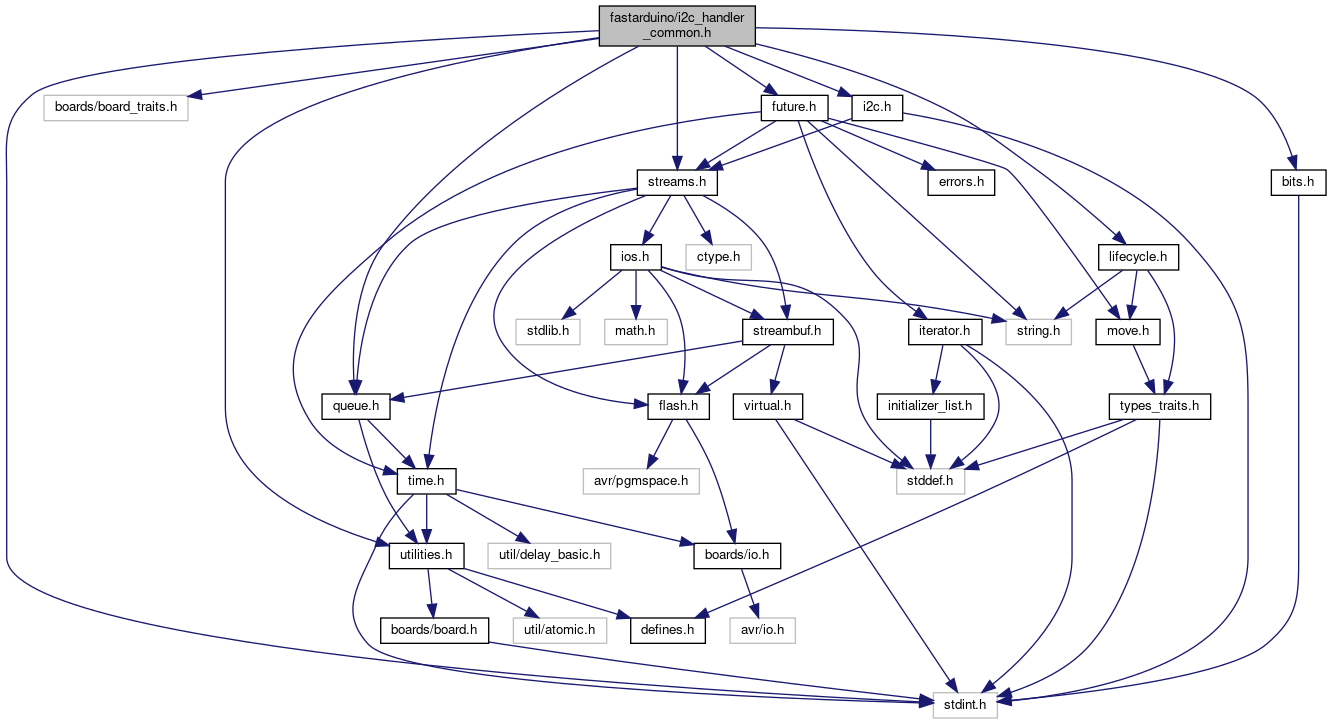 fastarduino/i2c_handler
_common.h
boards/board_traits.h
future.h
i2c.h
streams.h
errors.h
bits.h
ios.h
ctype.h
lifecycle.h
stdlib.h
math.h
streambuf.h
iterator.h
string.h
move.h
queue.h
flash.h
virtual.h
initializer_list.h
types_traits.h
time.h
avr/pgmspace.h
stddef.h
utilities.h
util/delay_basic.h
boards/io.h
boards/board.h
util/atomic.h
defines.h
avr/io.h
stdint.h